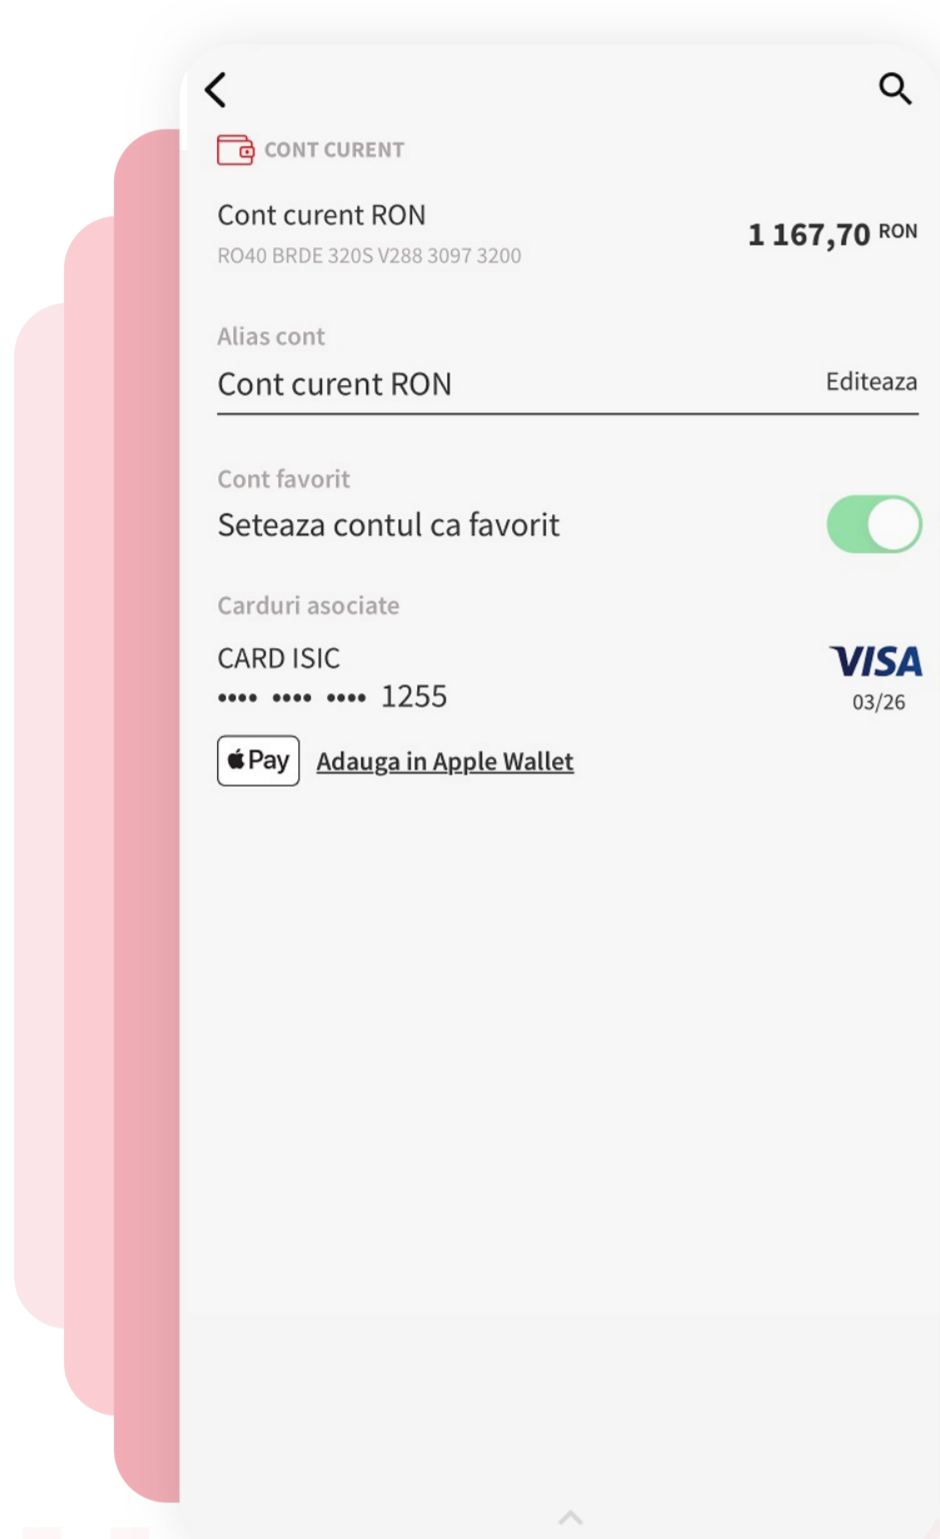 CONT CURENT
Cont curent RON
1 167,70 RON
RO40 BRDE 320S V288 3097 3200
Alias cont
Cont curent RON
Editeaza
Cont favorit
Seteaza contul ca favorit
Carduri asociate
CARD ISIC
VISA
•••• •••• •••• 1255
03/26
Pay
Adauga in Apple Wallet